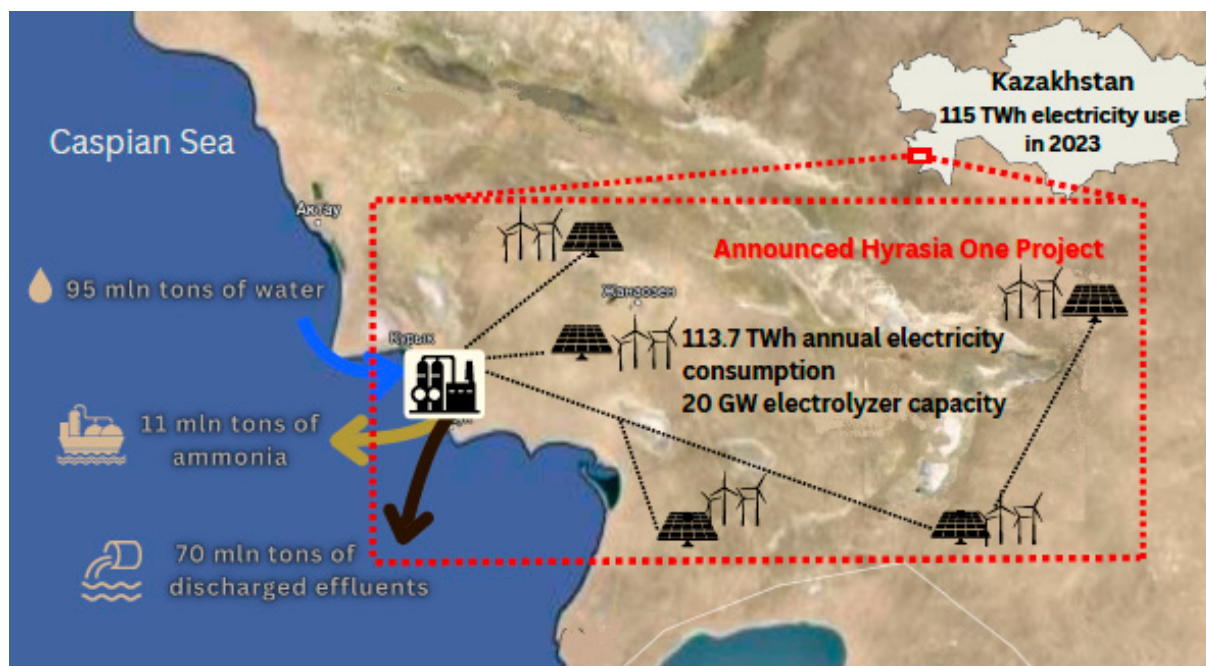 Kazakhstan
115 TWh electricity use
in 2023
Caspian Sea
Актау
Announced Hyrasia One Project
95 mln tons of water
Жанаозен
Курык
113.7 TWh annual electricity
consumption
20 GW electrolyzer capacity
11 mln tons of
ammonia
70 mln tons of
discharged effluents